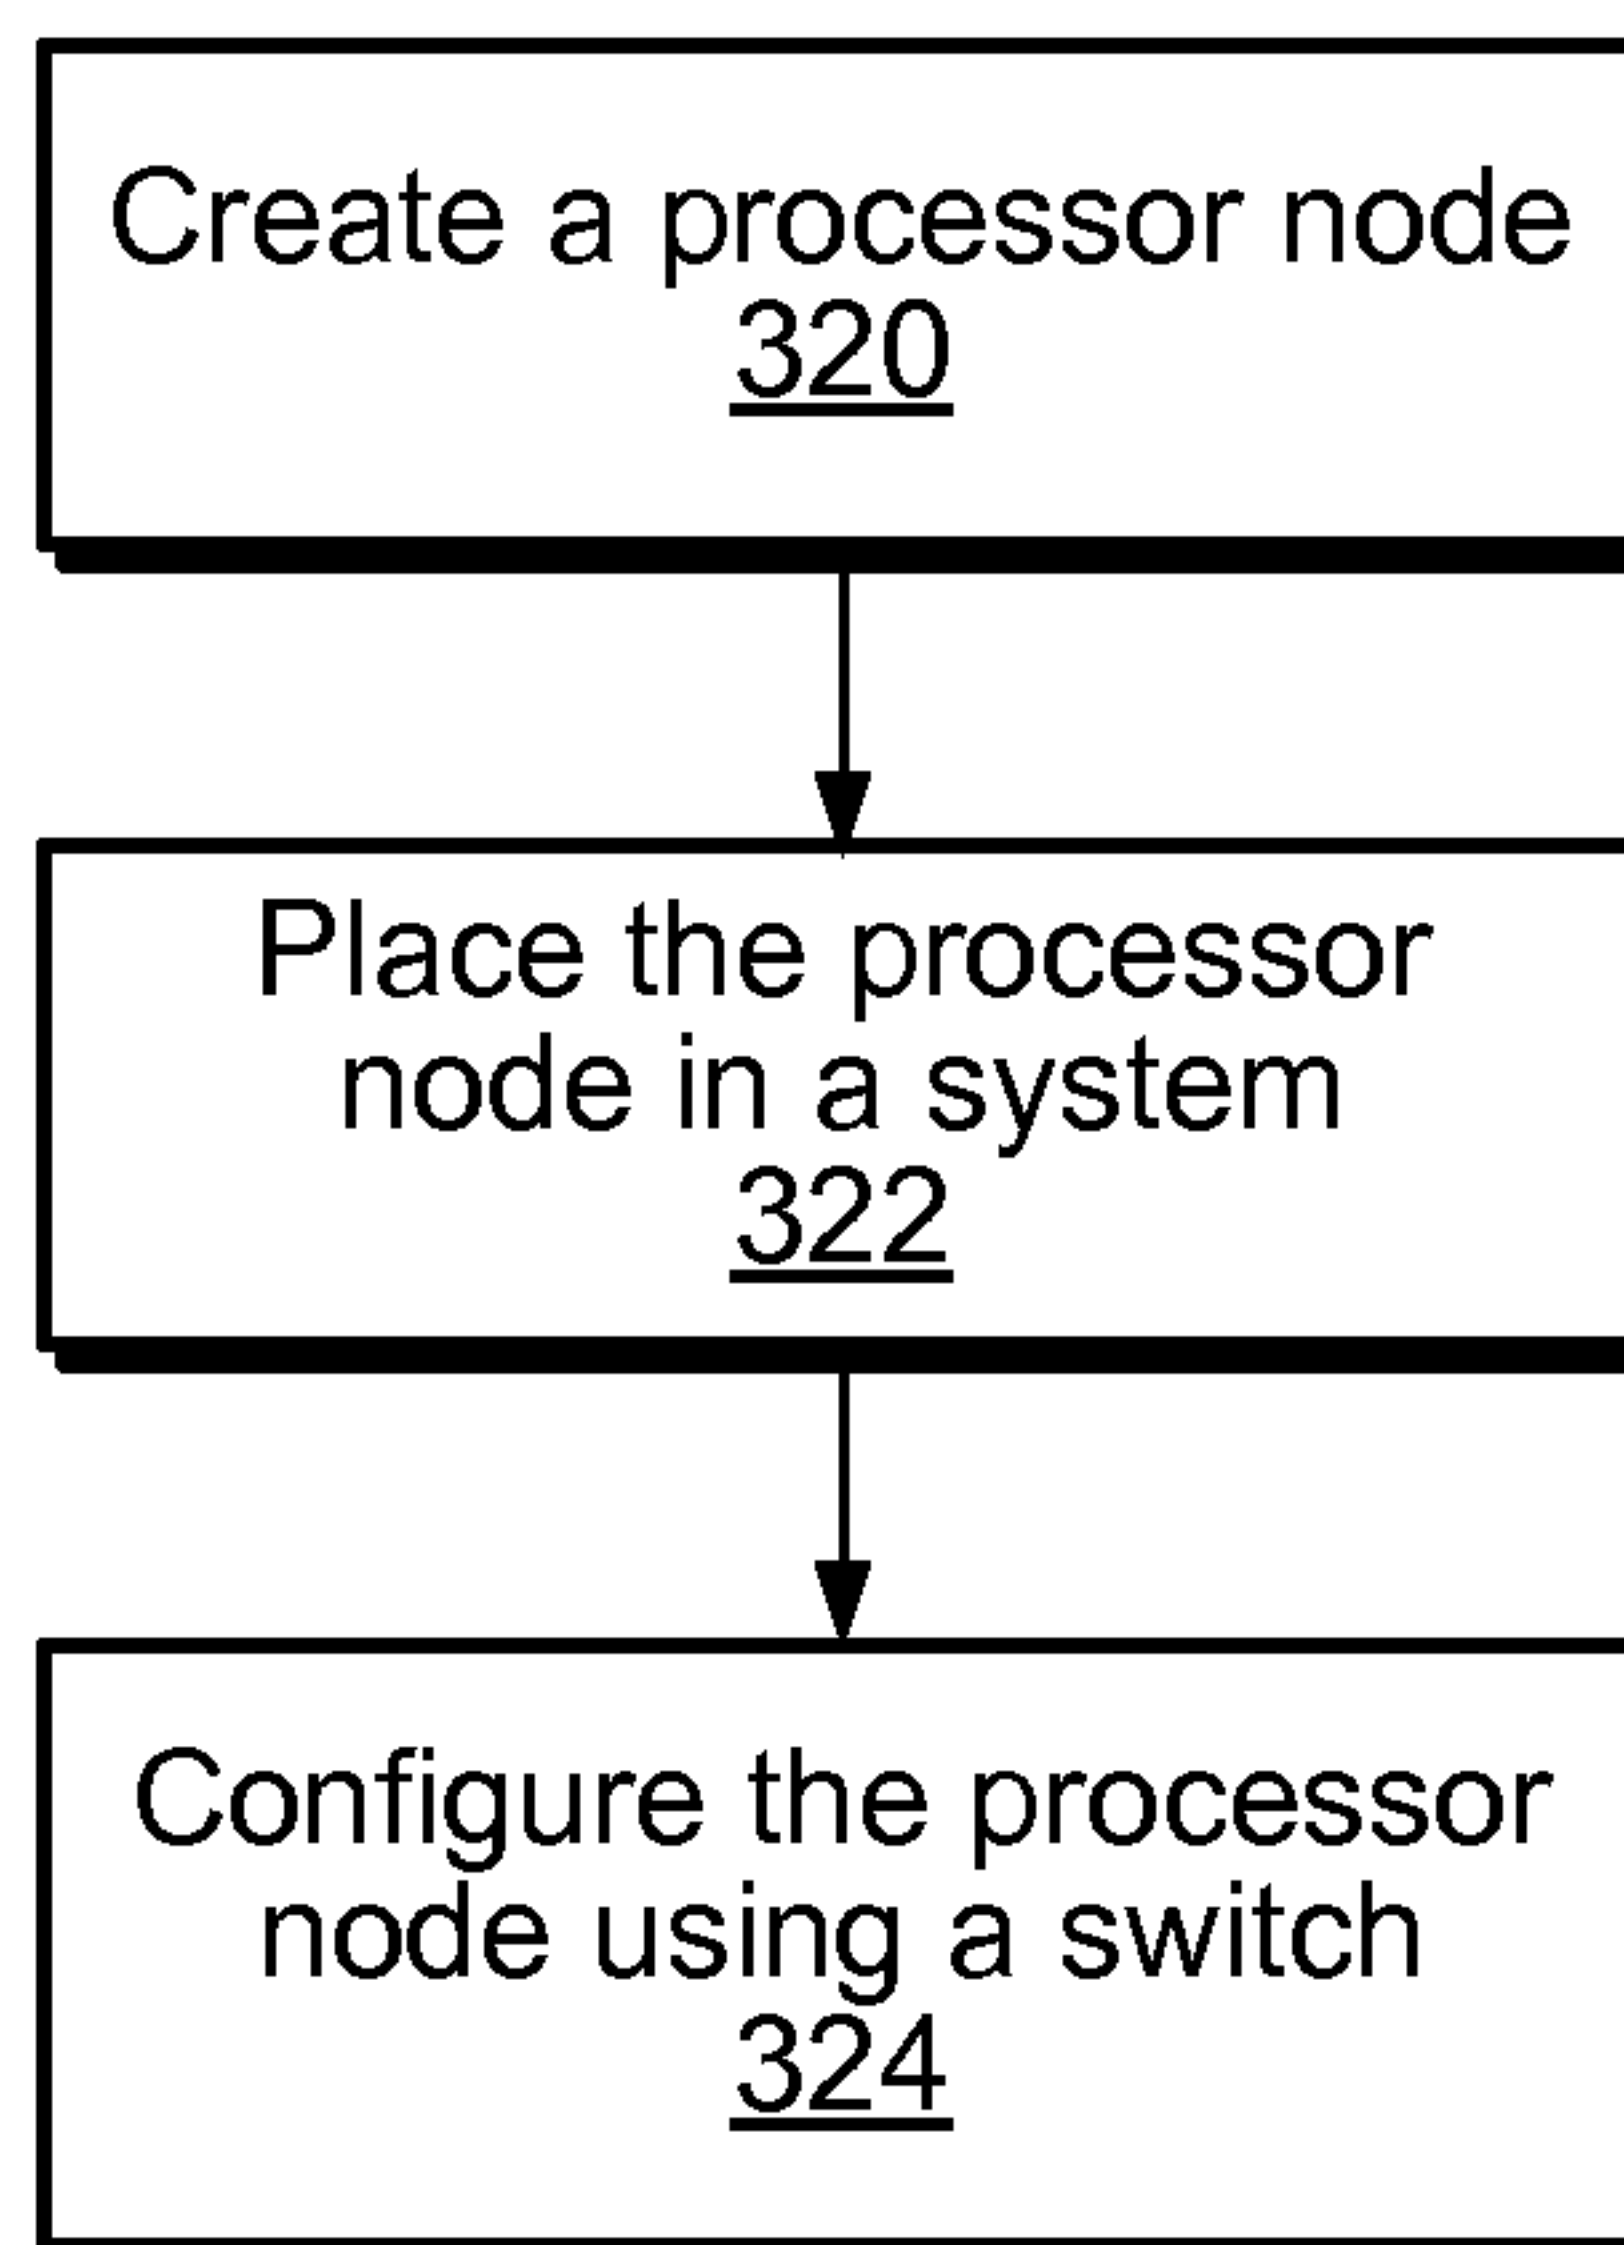 Create a processor node
320
Place the processor
node in a system
322
Configure the processor
node using a switch
324